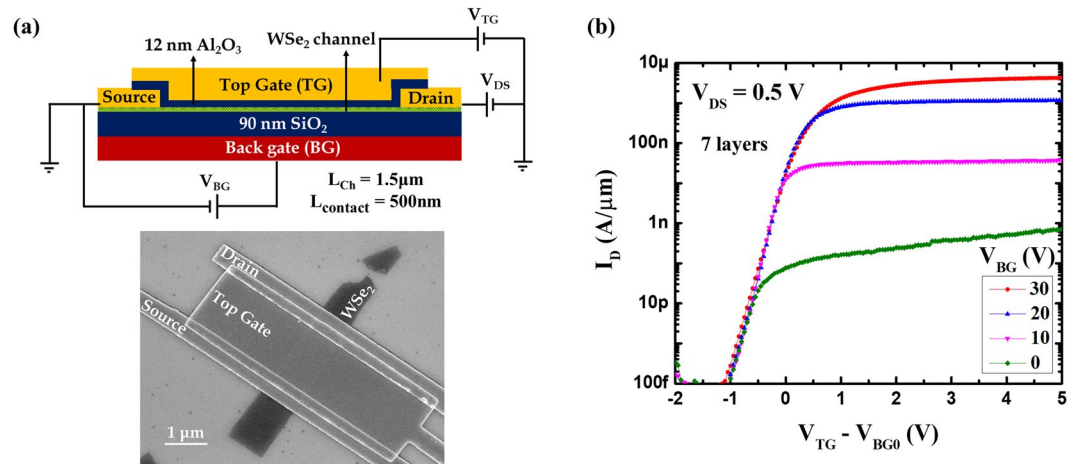 (a)
V_TG
12 nm Al₂O₃
WSe₂ channel
Top Gate (TG)
Source
Drain
V_DS
90 nm SiO₂
Back gate (BG)
V_BG
L_Ch = 1.5µm
L_contact = 500nm
Drain
WSe₂
Top Gate
Source
1 µm
(b)
10µ
100n
1n
10p
100f
I_D (A/µm)
V_DS = 0.5 V
7 layers
V_BG (V)
30
20
10
0
-2 -1 0 1 2 3 4 5
V_TG - V_BG0 (V)